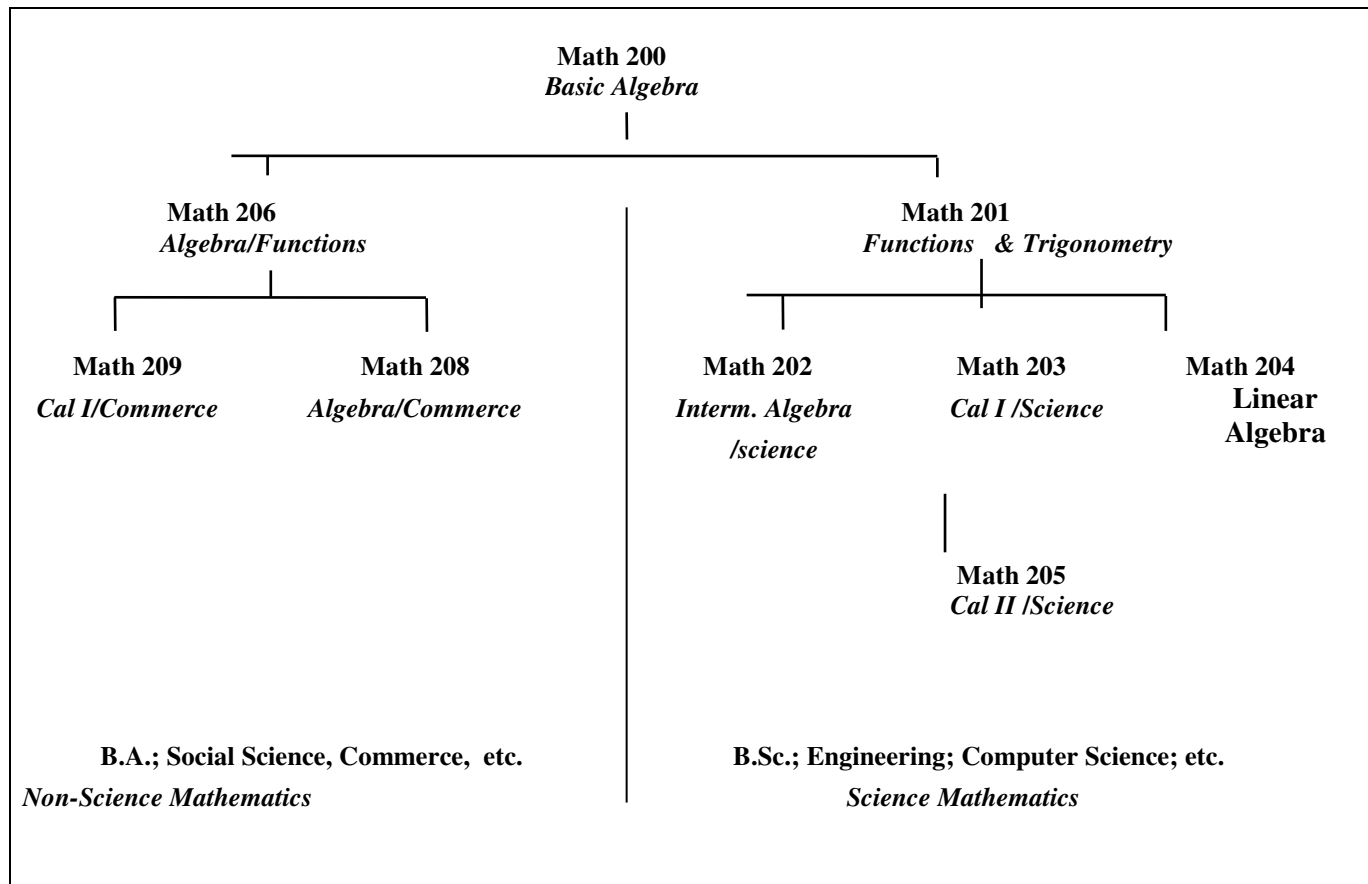 Math 200
Basic Algebra
Math 206
Algebra/Functions
Math 201
Functions & Trigonometry
Math 209
Cal I/Commerce
Math 208
Algebra/Commerce
Math 202
Interm. Algebra
/science
Math 203
Cal I /Science
Math 204
Linear
Algebra
Math 205
Cal II /Science
B.A.; Social Science, Commerce, etc.
Non-Science Mathematics
B.Sc.; Engineering; Computer Science; etc.
Science Mathematics